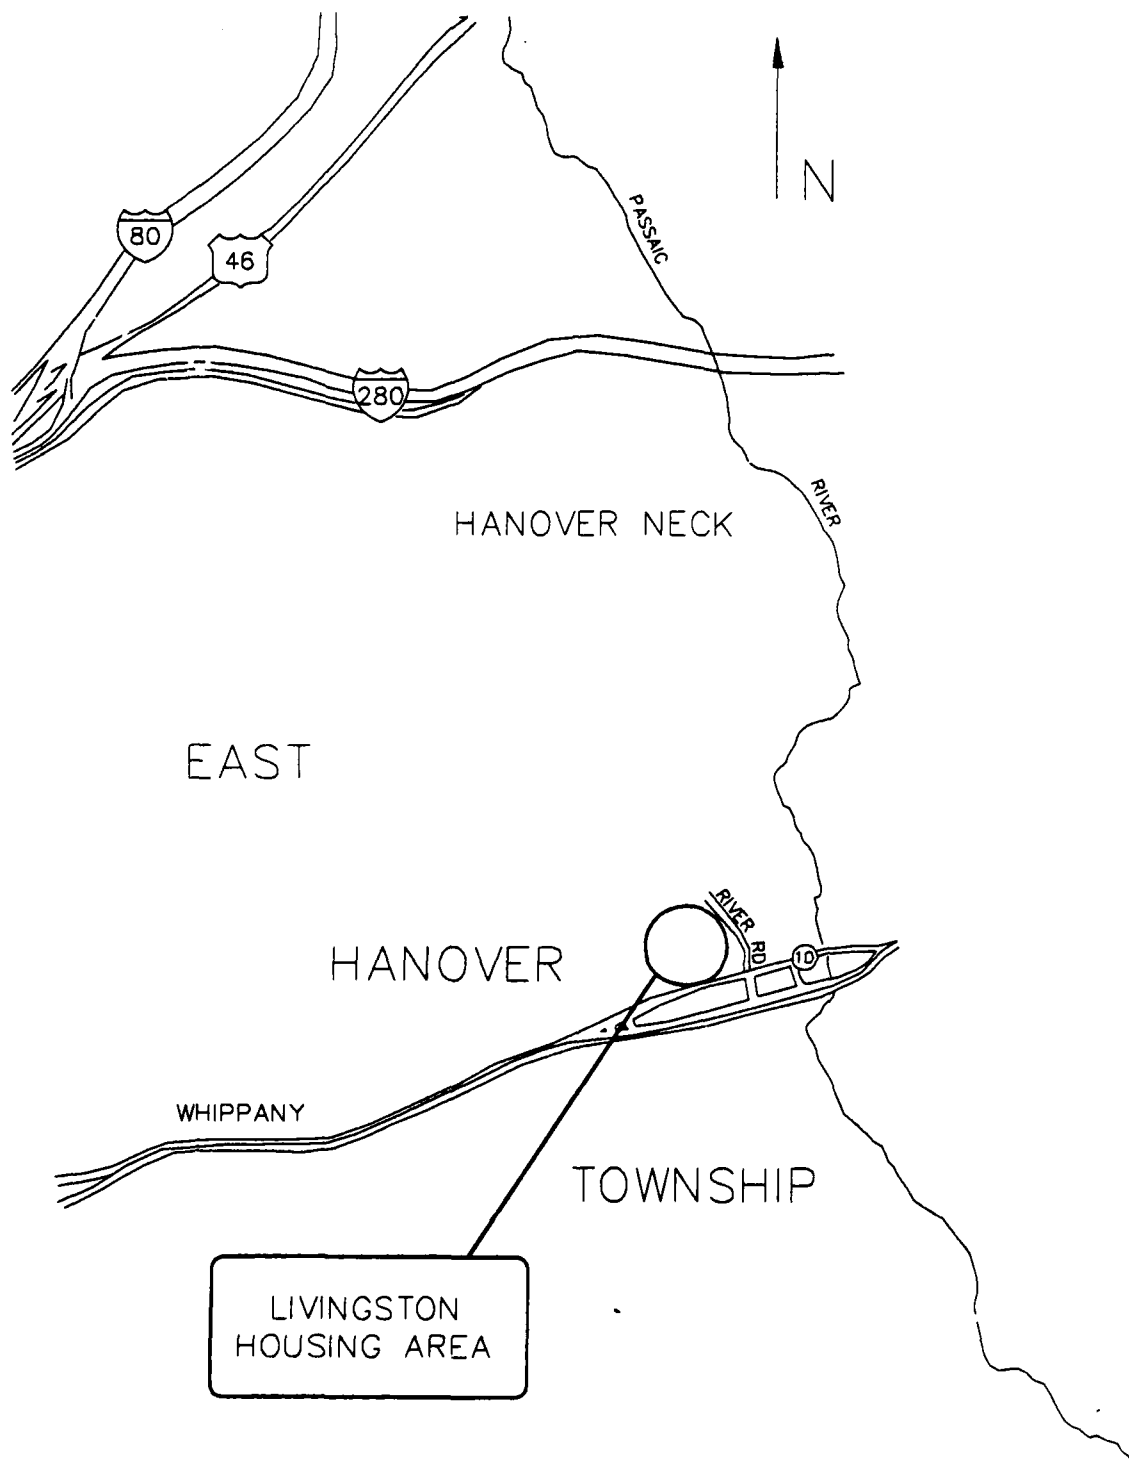 N
PASSAIC
80
46
280
RIVER
HANOVER NECK
EAST
RIVER RD
HANOVER
10
WHIPPANY
TOWNSHIP
LIVINGSTON
HOUSING AREA